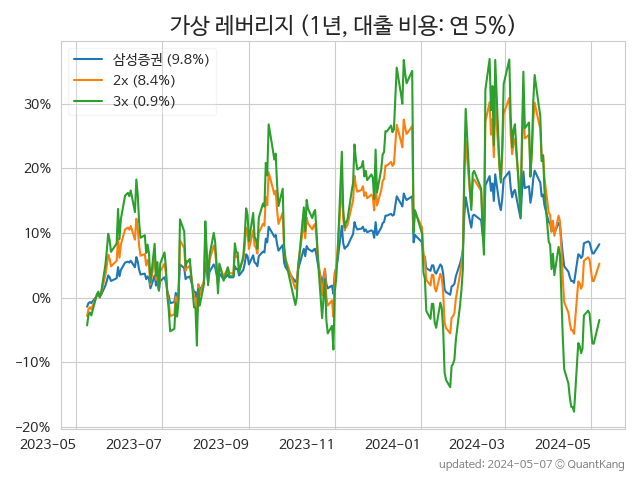 가상 레버리지 (1년, 대출 비용: 연 5%)
삼성증권 (9.8%)
2x (8.4%)
3x (0.9%)
30%
20%
10%
0%
−10%
−20%
2023-05 2023-07 2023-09 2023-11 2024-01 2024-03 2024-05
updated: 2024-05-07 © QuantKang